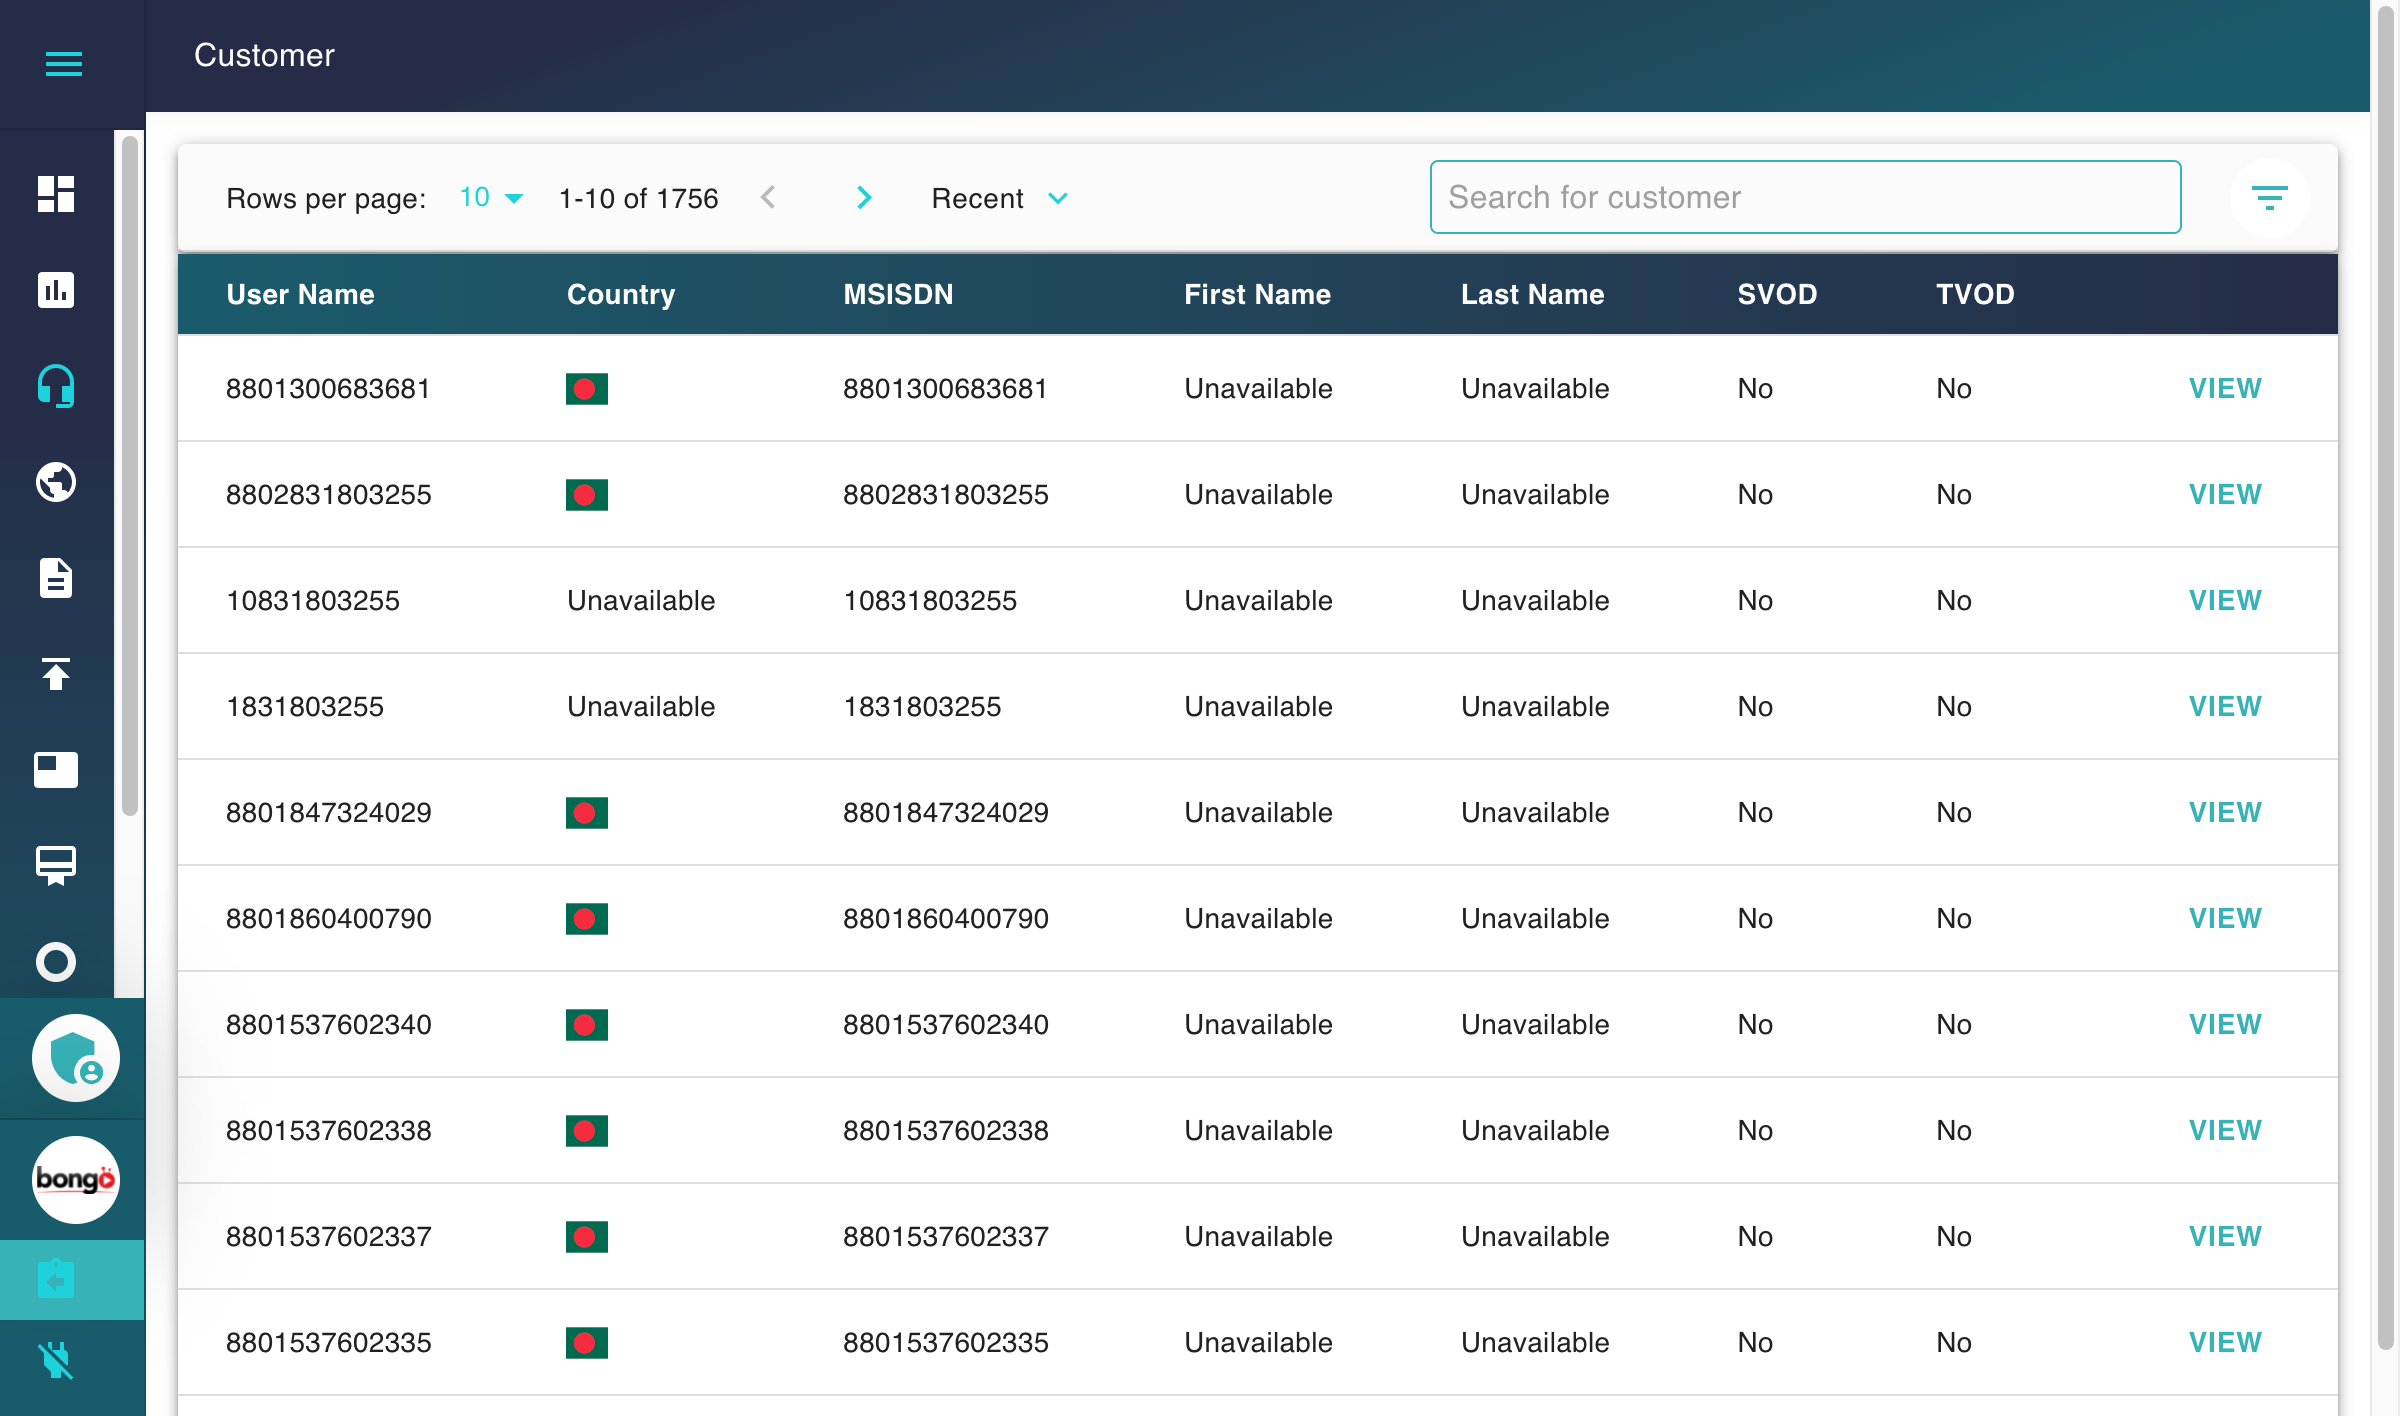 Customer
Rows per page: 10 1-10 of 1756 Recent Search for customer
User Name Country MSISDN First Name Last Name SVOD TVOD
8801300683681 8801300683681 Unavailable Unavailable No No VIEW
8802831803255 8802831803255 Unavailable Unavailable No No VIEW
10831803255 Unavailable 10831803255 Unavailable Unavailable No No VIEW
1831803255 Unavailable 1831803255 Unavailable Unavailable No No VIEW
8801847324029 8801847324029 Unavailable Unavailable No No VIEW
8801860400790 8801860400790 Unavailable Unavailable No No VIEW
8801537602340 8801537602340 Unavailable Unavailable No No VIEW
8801537602338 8801537602338 Unavailable Unavailable No No VIEW
bongo
8801537602337 8801537602337 Unavailable Unavailable No No VIEW
8801537602335 8801537602335 Unavailable Unavailable No No VIEW